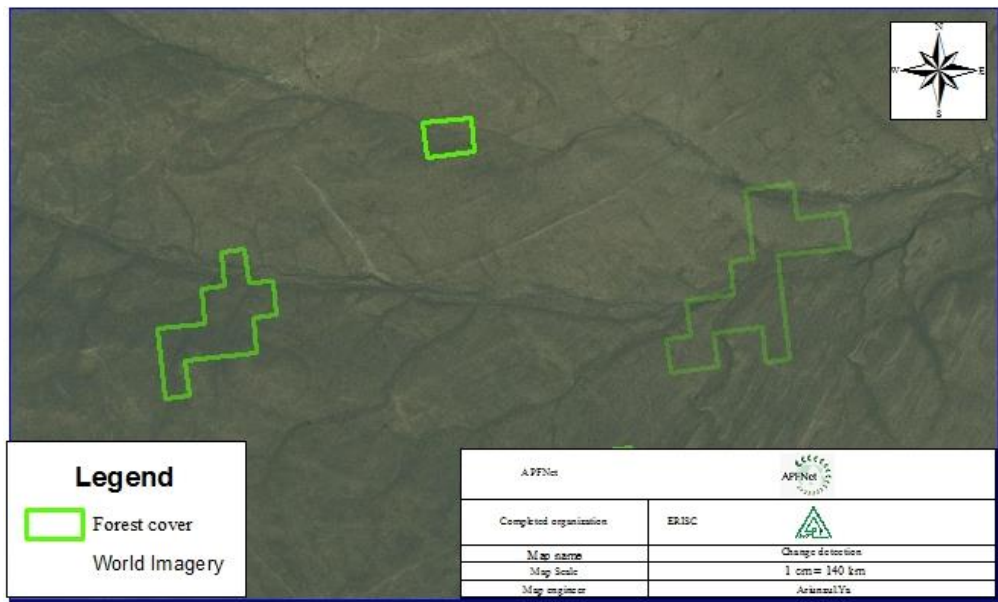 N
W E
S
Legend
Forest cover
World Imagery
APFNet APFNet
Completed organization ERISC
Map name Change detection
Map Scale 1 cm = 140 km
Map engineer